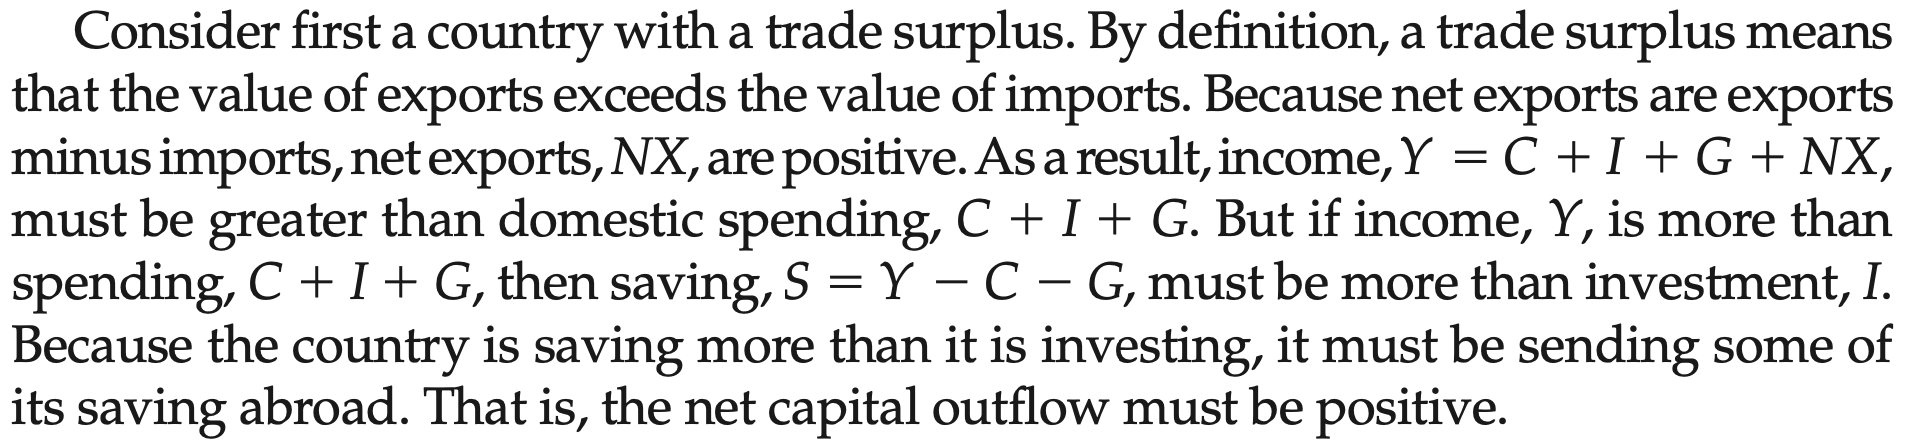 Consider first a country with a trade surplus. By definition, a trade surplus means
that the value of exports exceeds the value of imports. Because net exports are exports
minus imports, net exports, NX, are positive. As a result, income, Y = C + I + G + NX,
must be greater than domestic spending, C + I + G. But if income, Y, is more than
spending, C + I + G, then saving, S = Y − C − G, must be more than investment, I.
Because the country is saving more than it is investing, it must be sending some of
its saving abroad. That is, the net capital outflow must be positive.